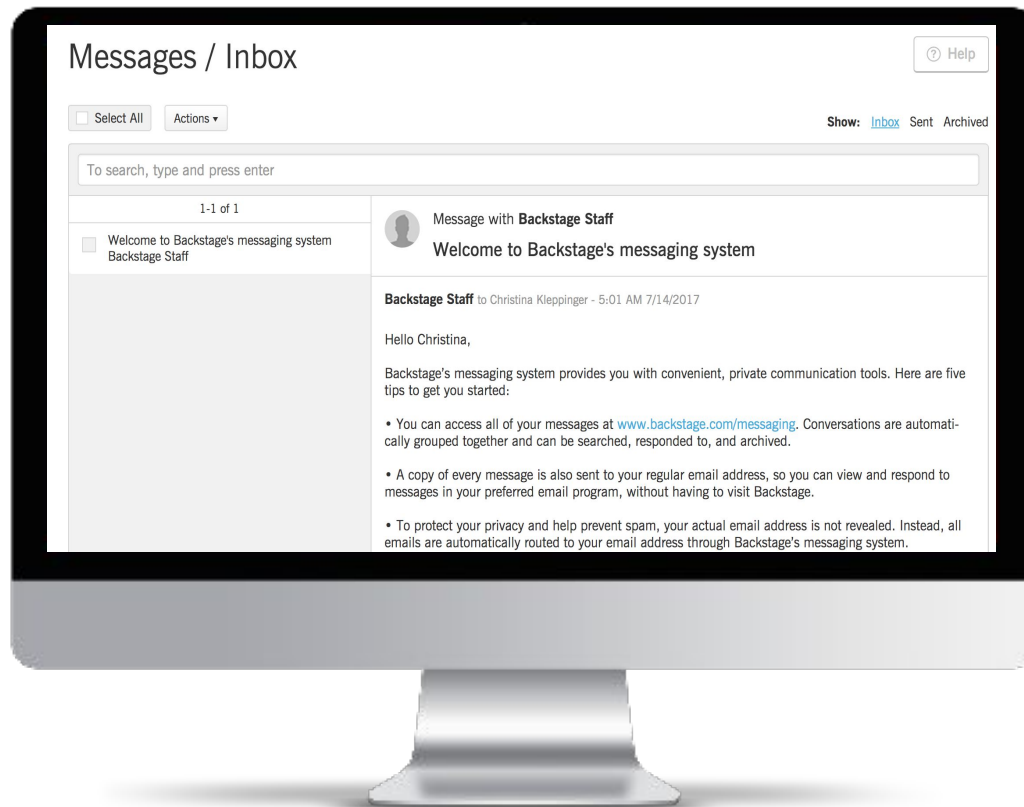 Messages / Inbox
? Help
Select All
Actions ▾
Show: Inbox Sent Archived
To search, type and press enter
1-1 of 1
Welcome to Backstage's messaging system
Backstage Staff
Message with Backstage Staff
Welcome to Backstage's messaging system
Backstage Staff to Christina Kleppinger - 5:01 AM 7/14/2017
Hello Christina,
Backstage’s messaging system provides you with convenient, private communication tools. Here are five
tips to get you started:
• You can access all of your messages at www.backstage.com/messaging. Conversations are automati-
cally grouped together and can be searched, responded to, and archived.
• A copy of every message is also sent to your regular email address, so you can view and respond to
messages in your preferred email program, without having to visit Backstage.
• To protect your privacy and help prevent spam, your actual email address is not revealed. Instead, all
emails are automatically routed to your email address through Backstage’s messaging system.